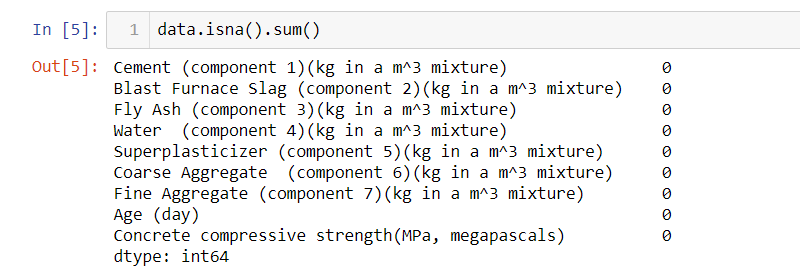 In [5]: 1 data.isna().sum()
Out[5]: Cement (component 1)(kg in a m^3 mixture) 0
Blast Furnace Slag (component 2)(kg in a m^3 mixture) 0
Fly Ash (component 3)(kg in a m^3 mixture) 0
Water  (component 4)(kg in a m^3 mixture) 0
Superplasticizer (component 5)(kg in a m^3 mixture) 0
Coarse Aggregate  (component 6)(kg in a m^3 mixture) 0
Fine Aggregate (component 7)(kg in a m^3 mixture) 0
Age (day) 0
Concrete compressive strength(MPa, megapascals) 0
dtype: int64